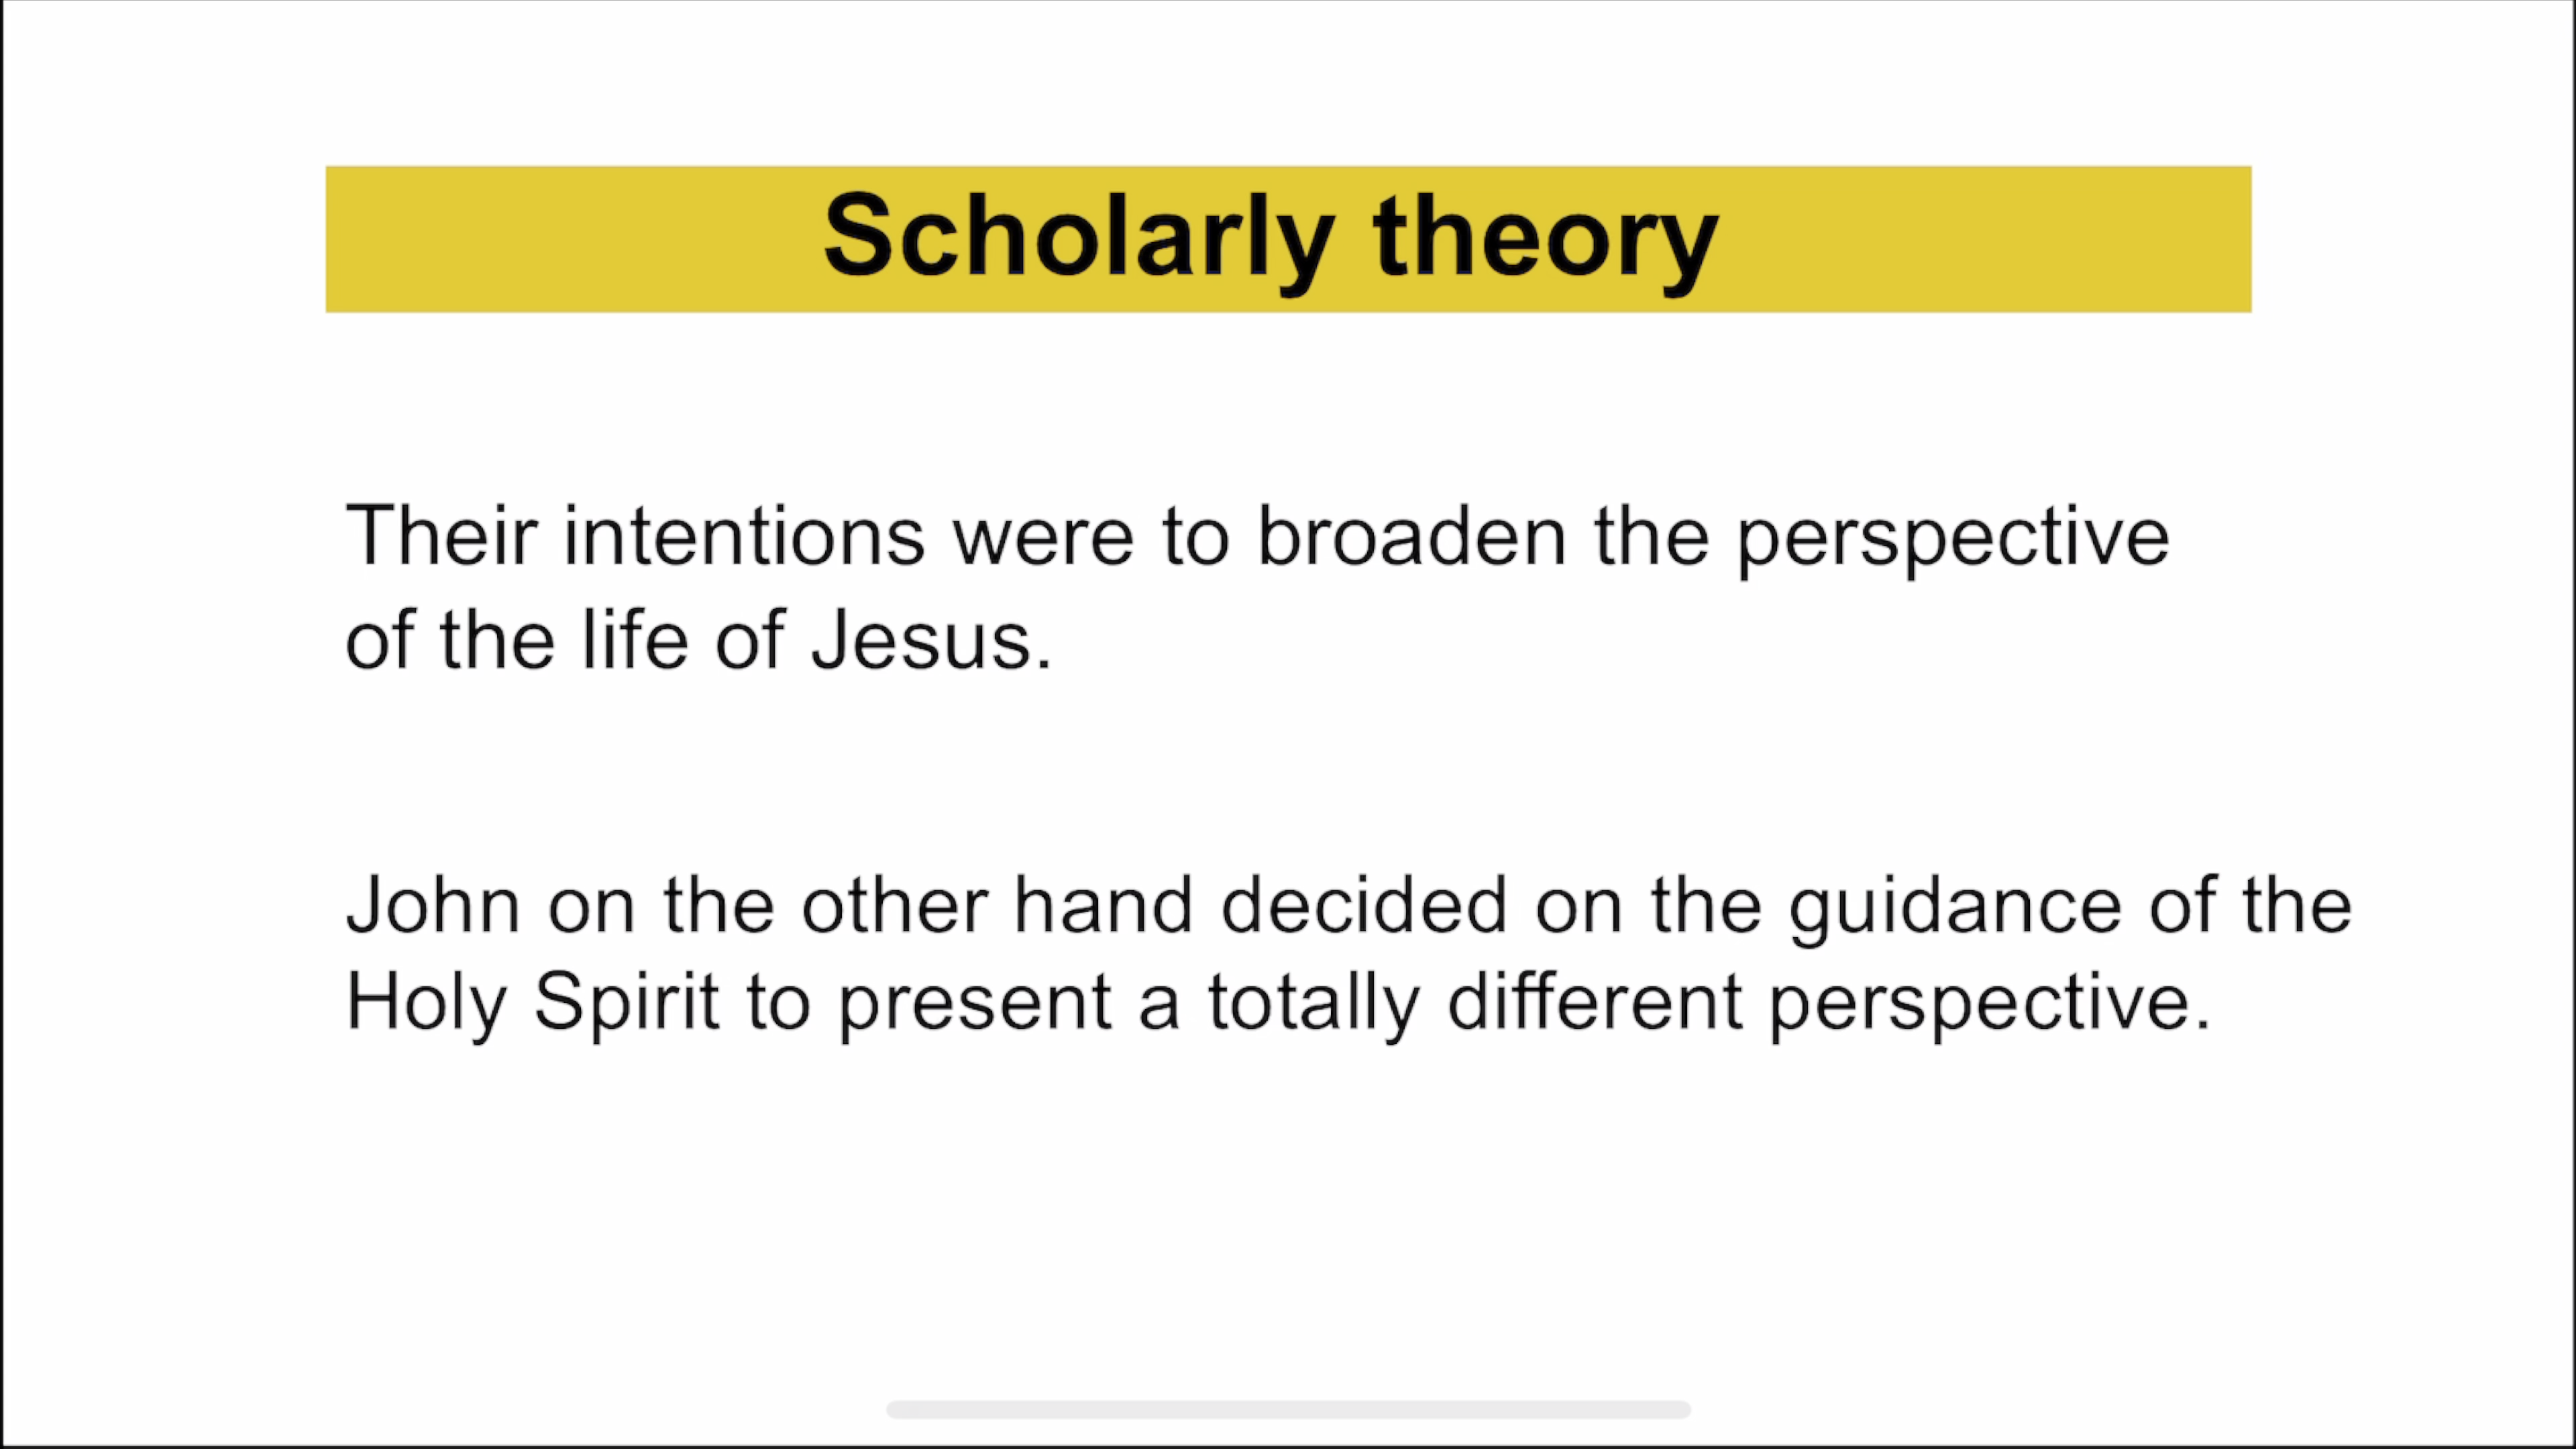 Scholarly theory
Their intentions were to broaden the perspective
of the life of Jesus.
John on the other hand decided on the guidance of the
Holy Spirit to present a totally different perspective.